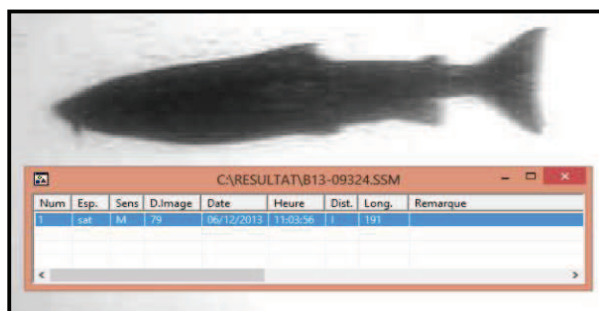 C:\RESULTAT\B13-09324.SSM
Num Esp. Sens D.Image Date Heure Dist. Long. Remarque
1 sat M 79 06/12/2013 11:03:56 I 191